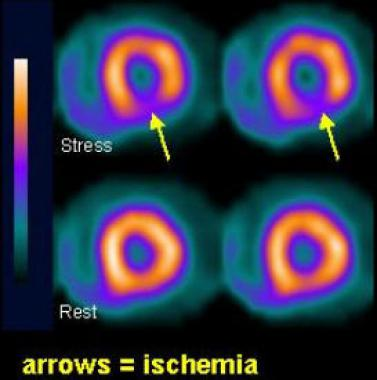 Stress
Rest
arrows = ischemia